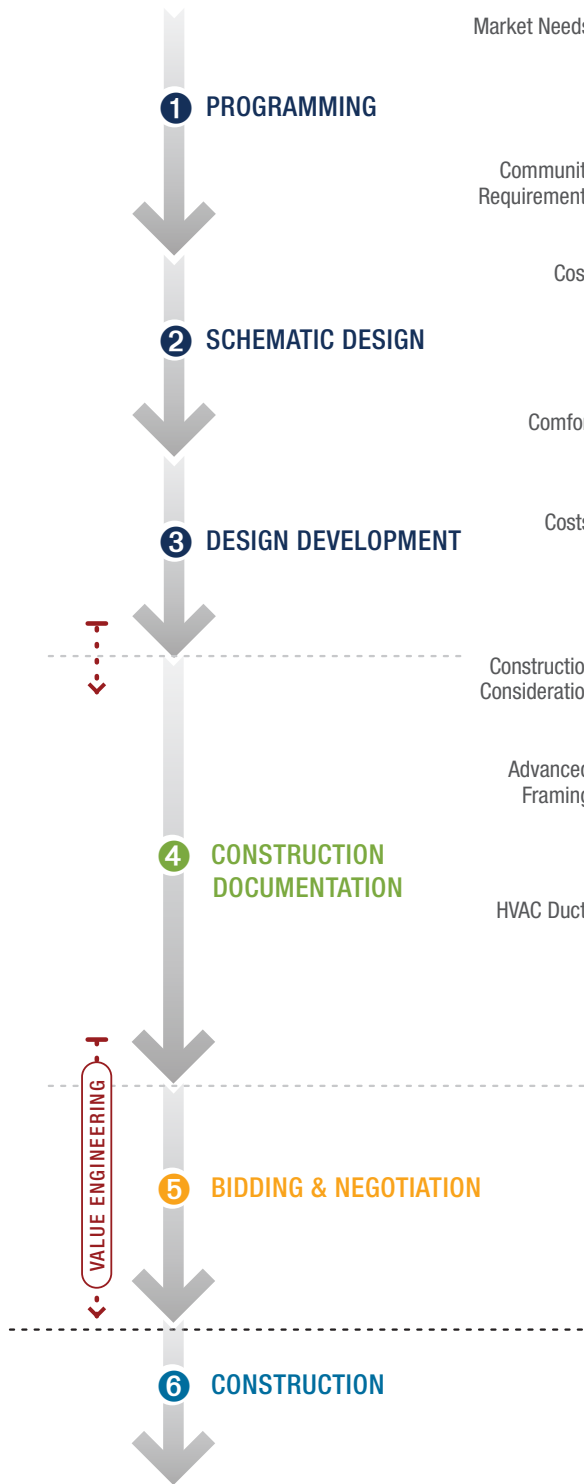 Market Needs
1 PROGRAMMING
Communit
Requirement
Cos
2 SCHEMATIC DESIGN
Comfor
Costs
3 DESIGN DEVELOPMENT
Constructio
Consideratio
Advanced
Framing
4 CONSTRUCTION
DOCUMENTATION
HVAC Duct
VALUE ENGINEERING
5 BIDDING & NEGOTIATION
6 CONSTRUCTION